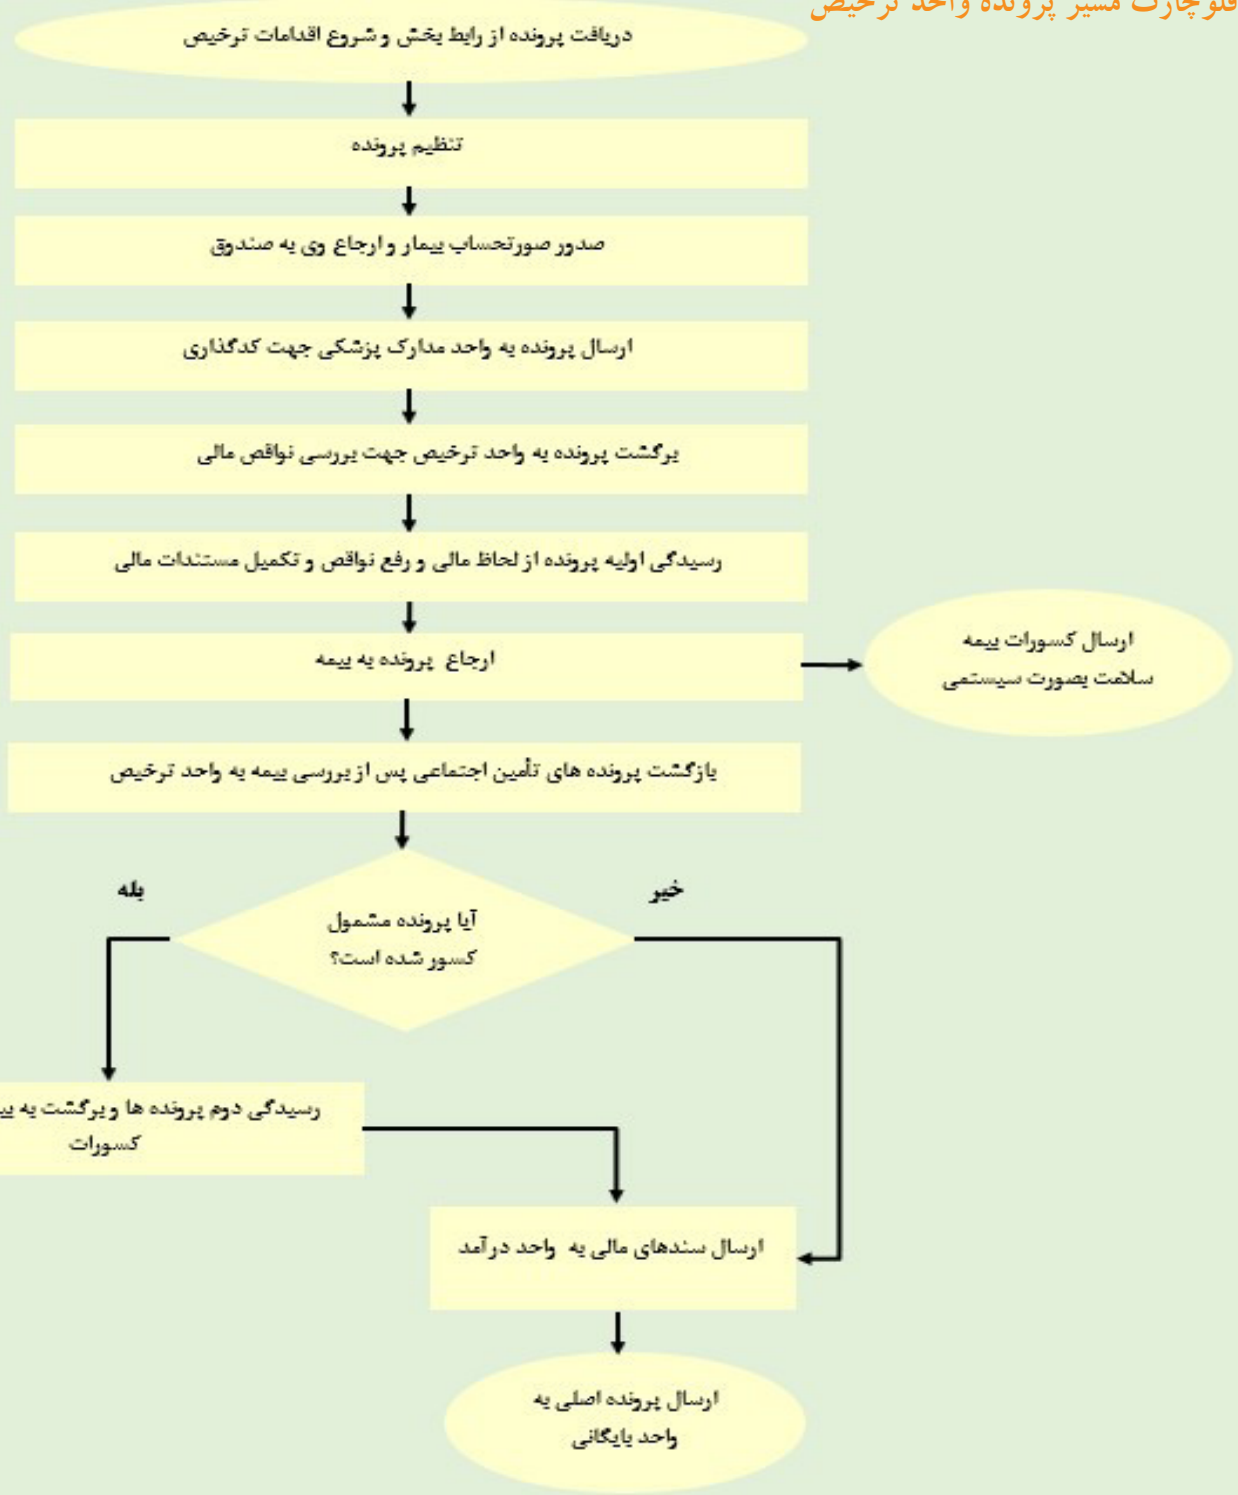 فلوچارت مسیر پرونده واحد ترخیص
دریافت پرونده از رابط بخش و شروع اقدامات ترخیص
تنظیم پرونده
صدور صورتحساب بیمار و ارجاع وی به صندوق
ارسال پرونده به واحد مدارک پزشکی جهت کدگذاری
برگشت پرونده به واحد ترخیص جهت بررسی نواقص مالی
رسیدگی اولیه پرونده از لحاظ مالی و رفع نواقص و تکمیل مستندات مالی
ارجاع پرونده به بیمه
ارسال کسورات بیمه
سلامت بصورت سیستمی
بازگشت پرونده های تأمین اجتماعی پس از بررسی بیمه به واحد ترخیص
خیر
بله
آیا پرونده مشمول
کسور شده است؟
رسیدگی دوم پرونده ها و برگشت به
کسورات
ارسال سندهای مالی به واحد درآمد
ارسال پرونده اصلی به
واحد بایگانی